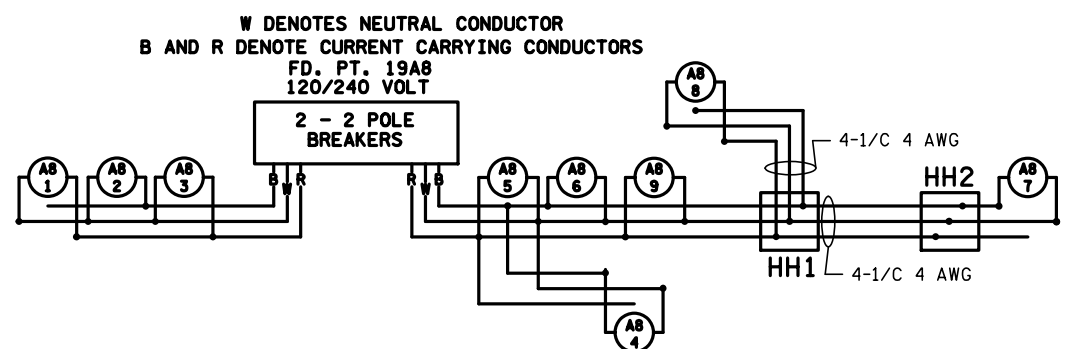 W DENOTES NEUTRAL CONDUCTOR
B AND R DENOTE CURRENT CARRYING CONDUCTORS
FD. PT. 19A8
120/240 VOLT
2 - 2 POLE
BREAKERS
B W R
R W B
A8
1
A8
2
A8
3
A8
5
A8
6
A8
9
A8
8
4-1/C 4 AWG
HH1
4-1/C 4 AWG
HH2
A8
7
A8
4